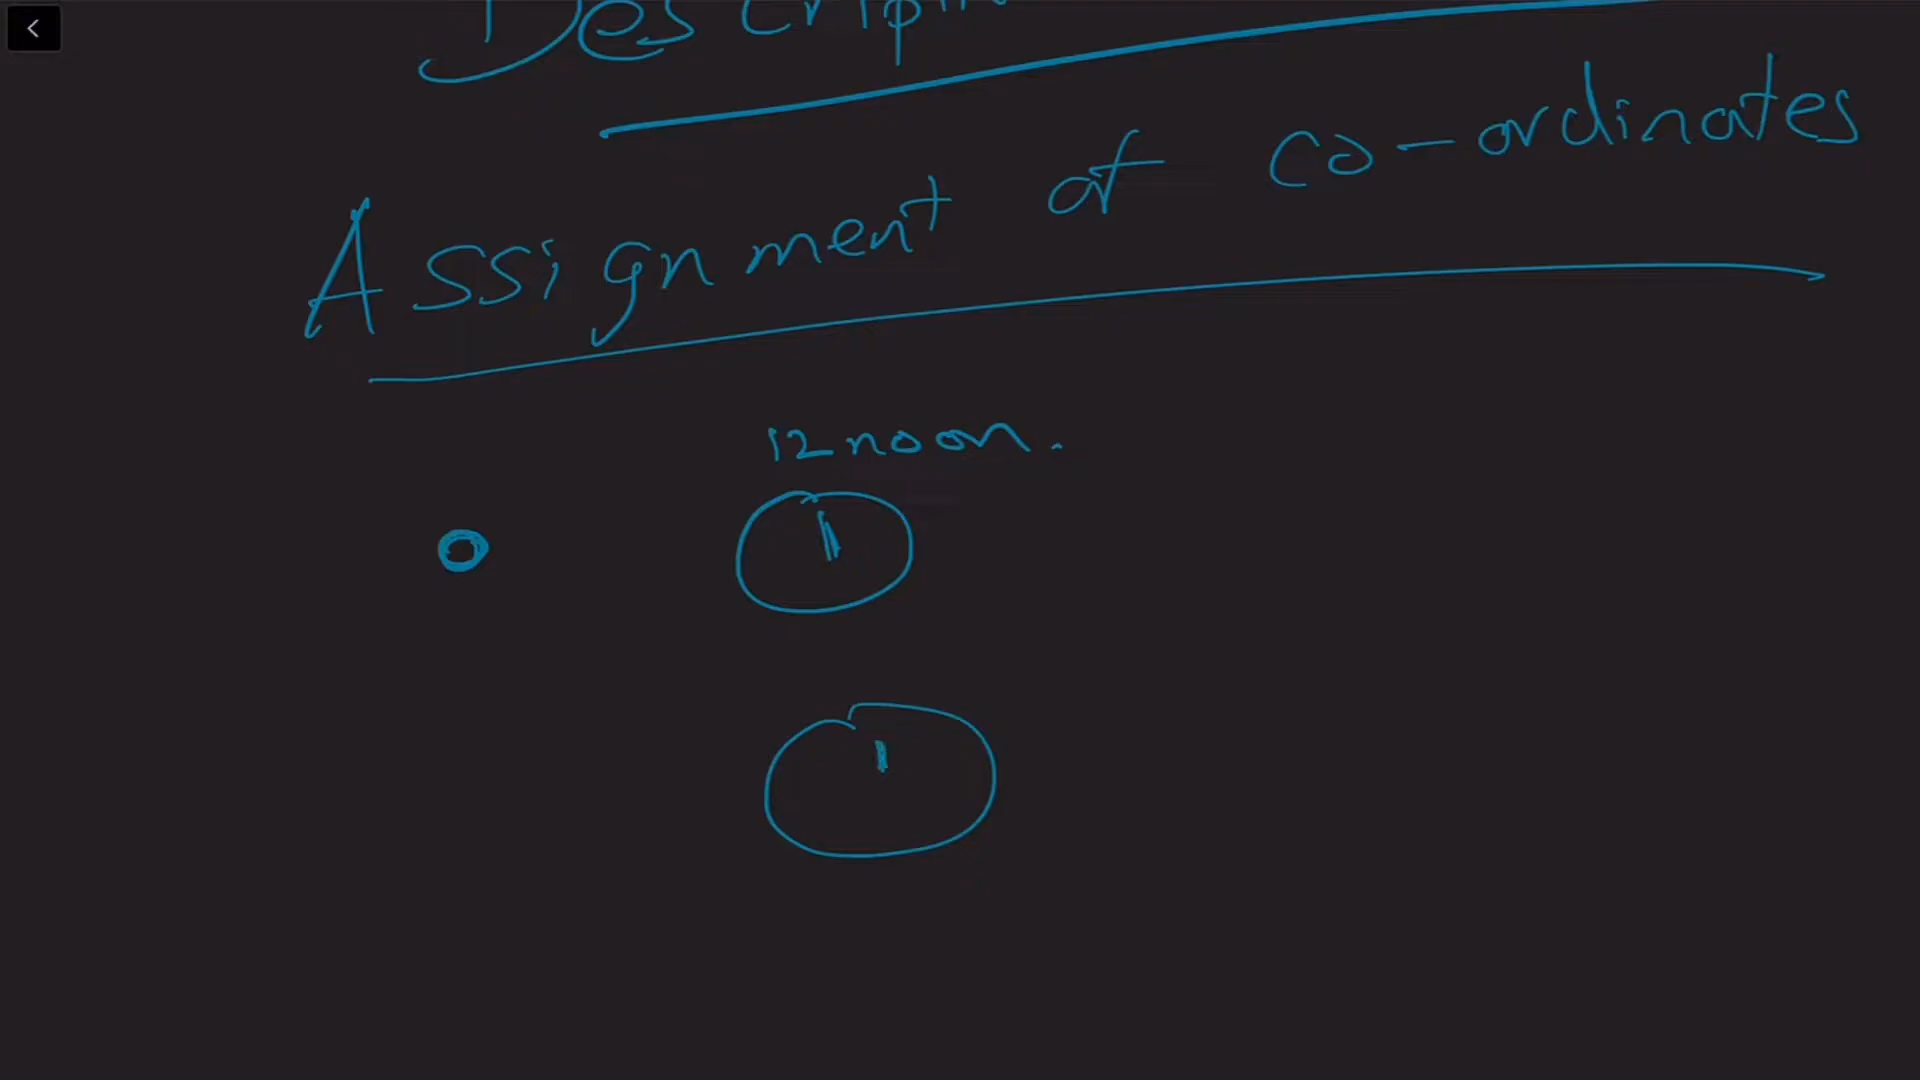 Assignment of co-ordinates
12 noon.